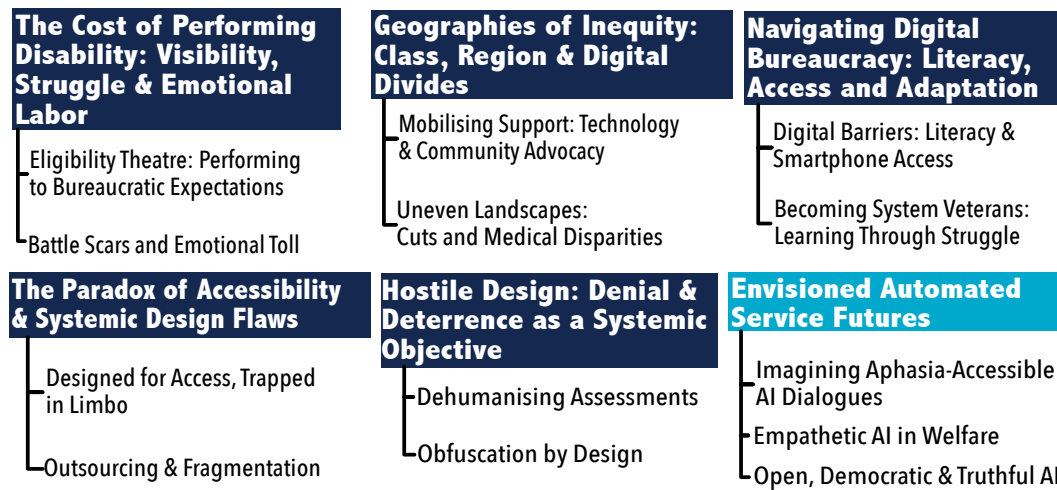 The Cost of Performing
Disability: Visibility,
Struggle & Emotional
Labor
Eligibility Theatre: Performing
to Bureaucratic Expectations
Battle Scars and Emotional Toll
Geographies of Inequity:
Class, Region & Digital
Divides
Mobilising Support: Technology
& Community Advocacy
Uneven Landscapes:
Cuts and Medical Disparities
Navigating Digital
Bureaucracy: Literacy,
Access and Adaptation
Digital Barriers: Literacy &
Smartphone Access
Becoming System Veterans:
Learning Through Struggle
The Paradox of Accessibility
& Systemic Design Flaws
Designed for Access, Trapped
in Limbo
Outsourcing & Fragmentation
Hostile Design: Denial &
Deterrence as a Systemic
Objective
Dehumanising Assessments
Obfuscation by Design
Envisioned Automated
Service Futures
Imagining Aphasia-Accessible
AI Dialogues
Empathetic AI in Welfare
Open, Democratic & Truthful AI